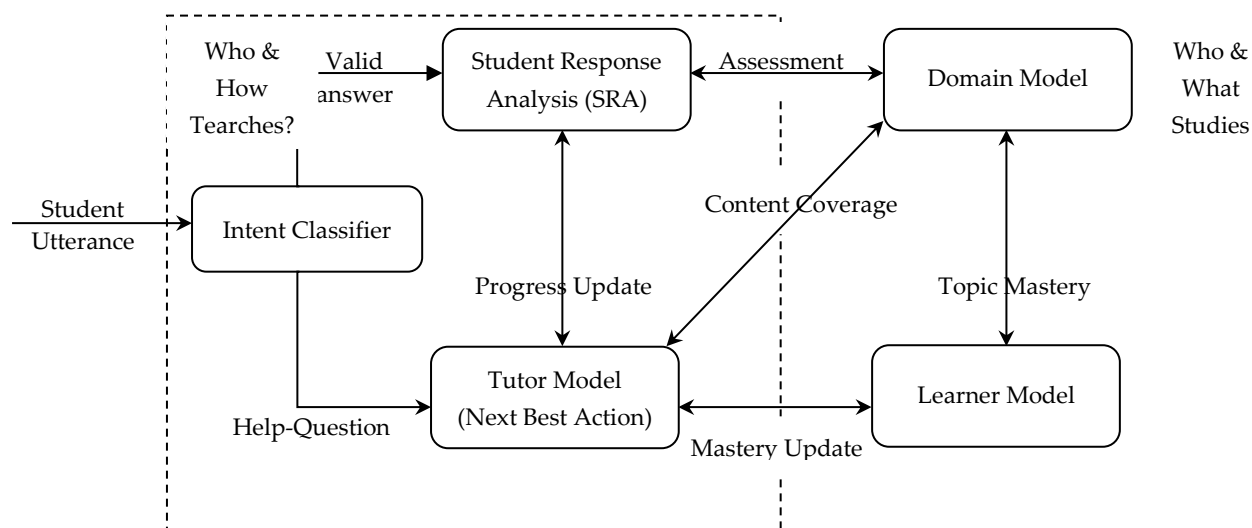 Who &
How
Tearches?
Valid
answer
Student Response
Analysis (SRA)
Assessment
Domain Model
Who &
What
Studies
Student
Utterance
Intent Classifier
Content Coverage
Progress Update
Topic Mastery
Tutor Model
(Next Best Action)
Learner Model
Help-Question
Mastery Update